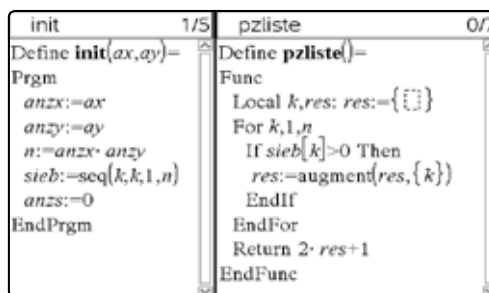 init 1/5
Define init(ax,ay)=
Prgm
anzx:=ax
anzy:=ay
n:=anzx· anzy
sieb:=seq(k,k,1,n)
anzs:=0
EndPrgm
pzliste 0/7
Define pzliste()=
Func
Local k,res: res:={⬚}
For k,1,n
If sieb[k]>0 Then
res:=augment(res,{k})
EndIf
EndFor
Return 2· res+1
EndFunc